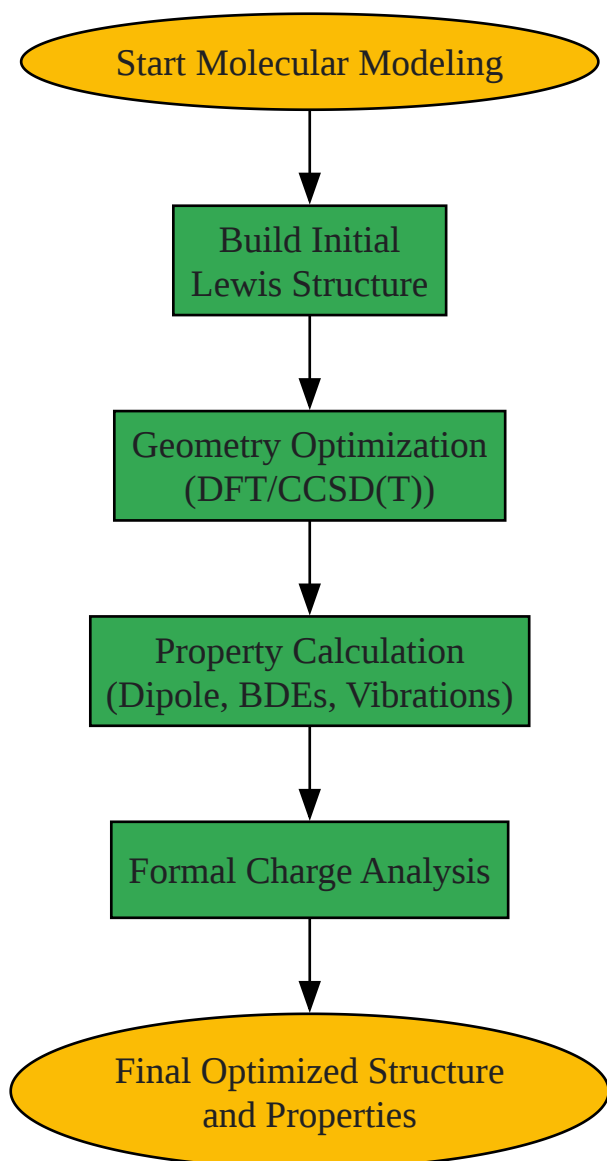 Start Molecular Modeling
Build Initial
Lewis Structure
Geometry Optimization
(DFT/CCSD(T))
Property Calculation
(Dipole, BDEs, Vibrations)
Formal Charge Analysis
Final Optimized Structure
and Properties